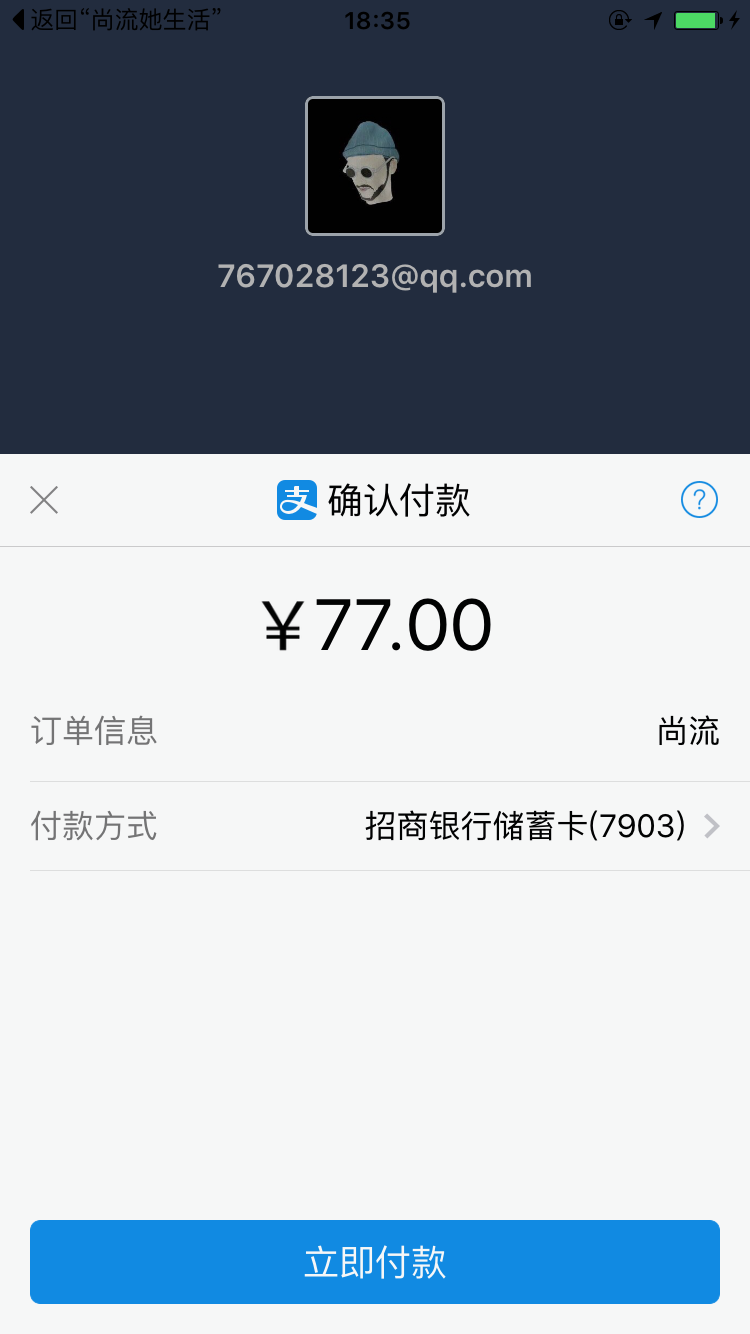 返回“尚流她生活” 18:35
767028123@qq.com
支 确认付款 ?
¥77.00
订单信息 尚流
付款方式 招商银行储蓄卡(7903)
立即付款